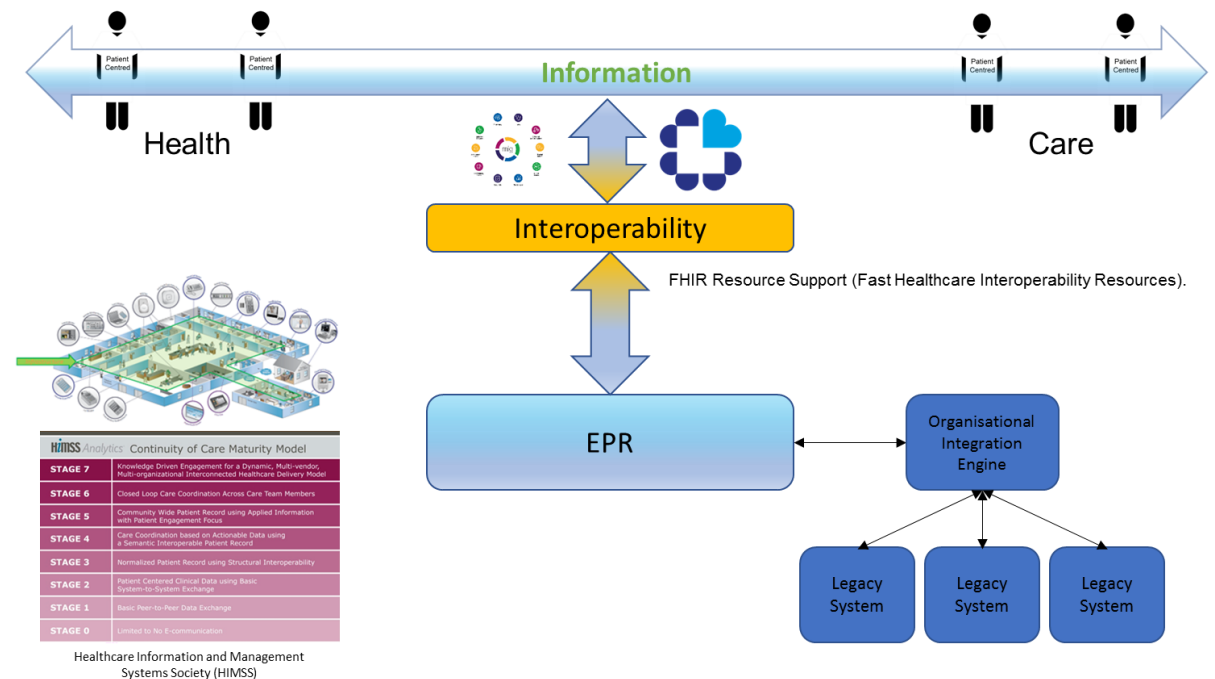 Patient
Centred
Patient
Centred
Patient
Centred
Patient
Centred
Information
Health
Care
mig
Interoperability
FHIR Resource Support (Fast Healthcare Interoperability Resources).
EPR
Organisational
Integration
Engine
Legacy
System
Legacy
System
Legacy
System
HiMSS Analytics Continuity of Care Maturity Model
STAGE 7 Knowledge Driven Engagement for a Dynamic, Multi-vendor,
Multi-organizational Interconnected Healthcare Delivery Model
STAGE 6 Closed Loop Care Coordination Across Care Team Members
STAGE 5 Community Wide Patient Record using Applied Information
with Patient Engagement Focus
STAGE 4 Care Coordination based on Actionable Data using
a Semantic Interoperable Patient Record
STAGE 3 Normalized Patient Record using Structural Interoperability
STAGE 2 Patient Centered Clinical Data using Basic
System-to-System Exchange
STAGE 1 Basic Peer-to-Peer Data Exchange
STAGE 0 Limited to No E-communication
Healthcare Information and Management
Systems Society (HIMSS)